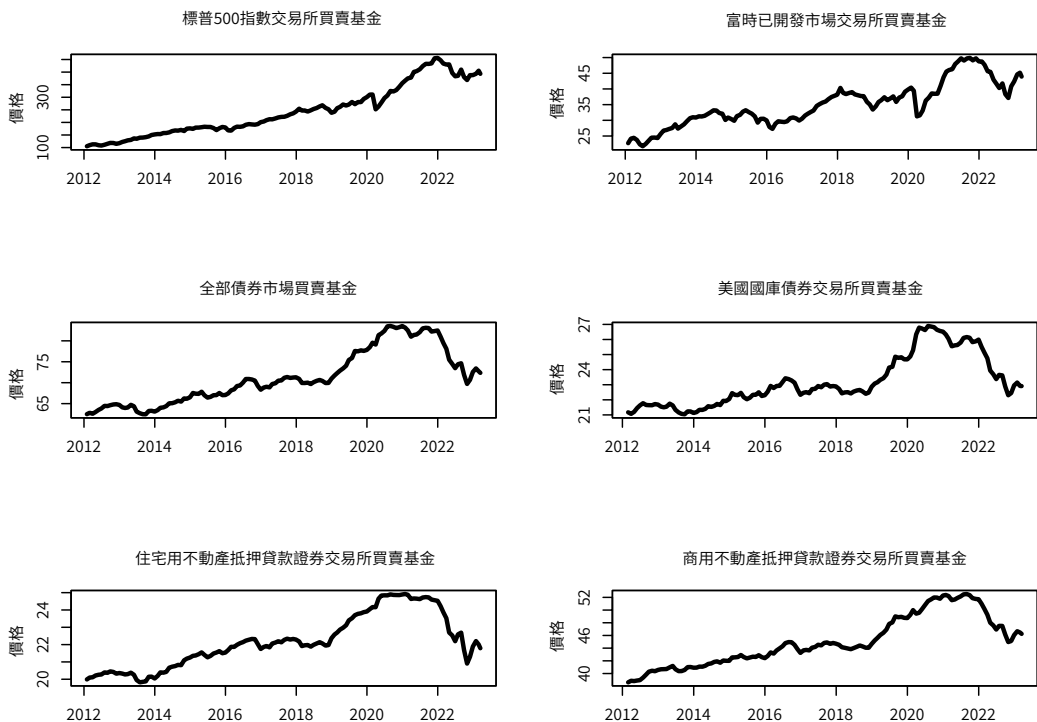 標普500指數交易所買賣基金
價格
100 300
2012 2014 2016 2018 2020 2022
富時已開發市場交易所買賣基金
價格
25 35 45
2012 2014 2016 2018 2020 2022
全部債券市場買賣基金
價格
65 75
2012 2014 2016 2018 2020 2022
美國國庫債券交易所買賣基金
價格
21 24 27
2012 2014 2016 2018 2020 2022
住宅用不動產抵押貸款證券交易所買賣基金
價格
20 22 24
2012 2014 2016 2018 2020 2022
商用不動產抵押貸款證券交易所買賣基金
價格
40 46 52
2012 2014 2016 2018 2020 2022